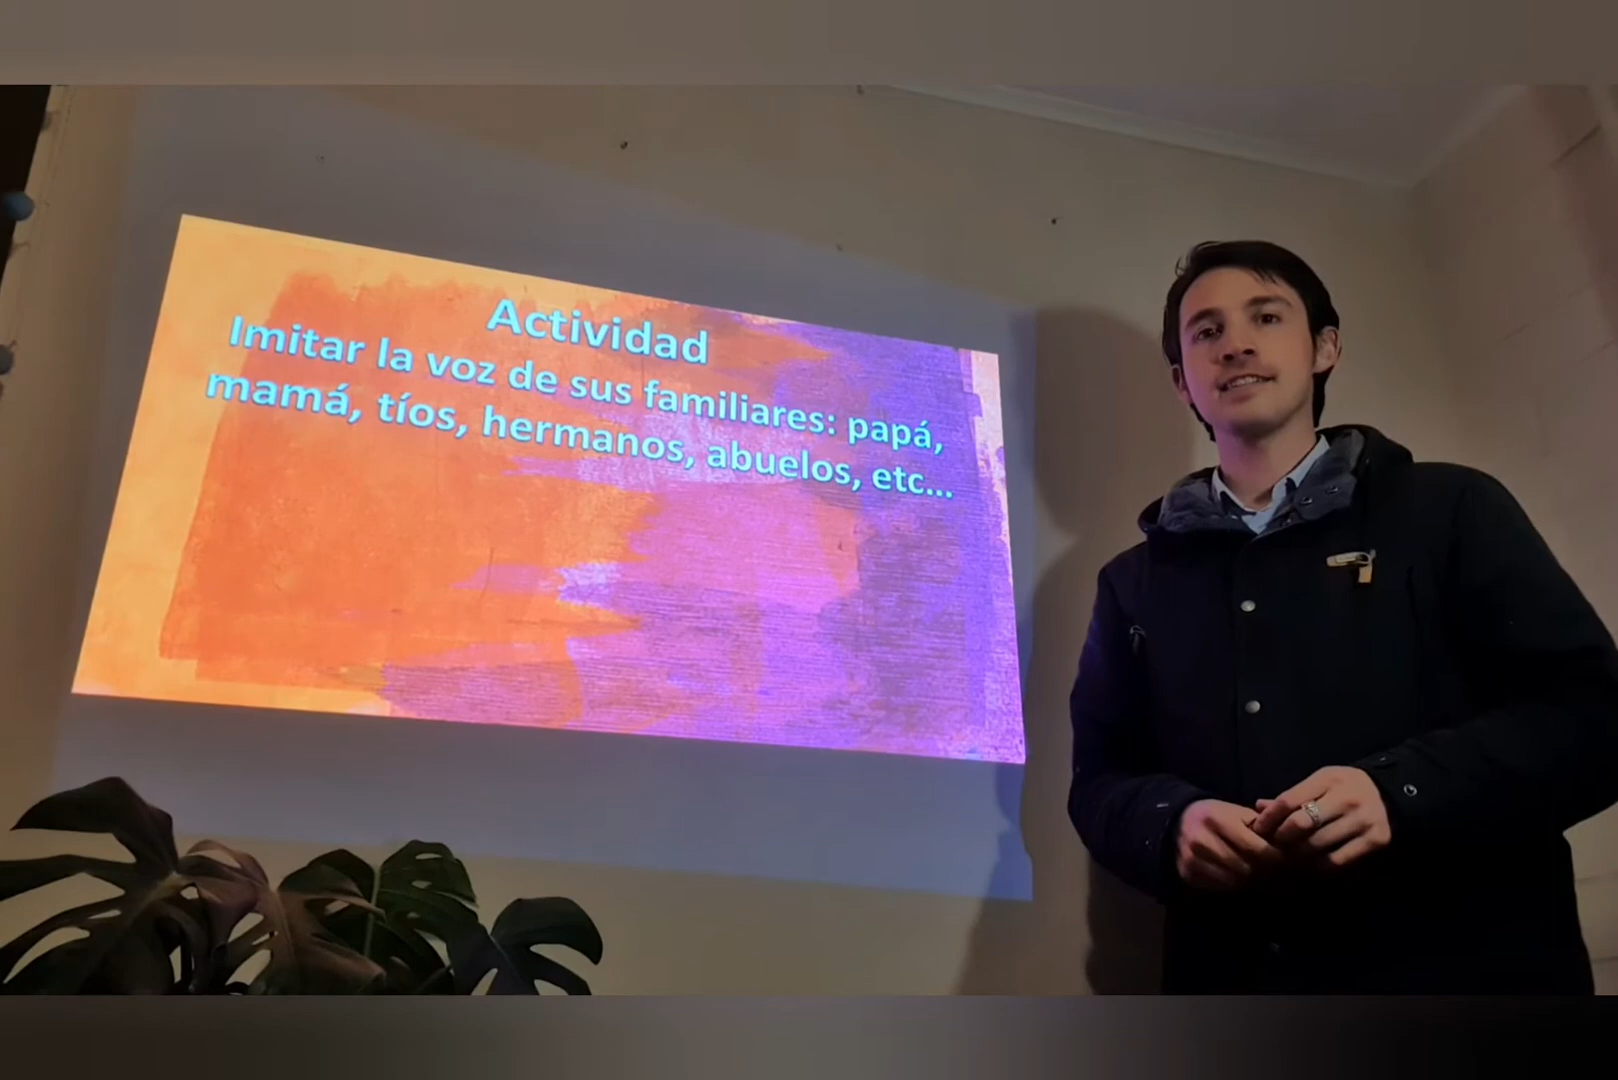 Actividad
Imitar la voz de sus familiares: papá,
mamá, tíos, hermanos, abuelos, etc...